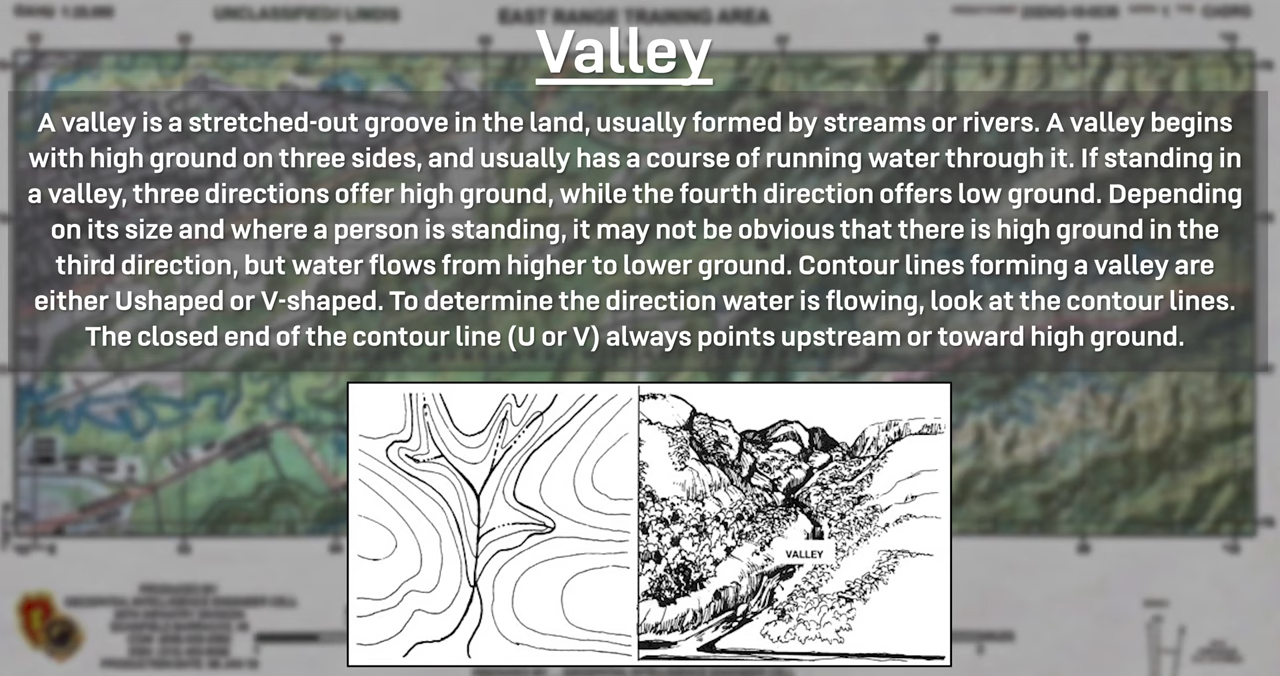 UNCLASSIFIED// LIMDIS
EAST RANGE TRAINING AREA
Valley
A valley is a stretched-out groove in the land, usually formed by streams or rivers. A valley begins
with high ground on three sides, and usually has a course of running water through it. If standing in
a valley, three directions offer high ground, while the fourth direction offers low ground. Depending
on its size and where a person is standing, it may not be obvious that there is high ground in the
third direction, but water flows from higher to lower ground. Contour lines forming a valley are
either Ushaped or V-shaped. To determine the direction water is flowing, look at the contour lines.
The closed end of the contour line (U or V) always points upstream or toward high ground.
VALLEY
PRODUCED BY